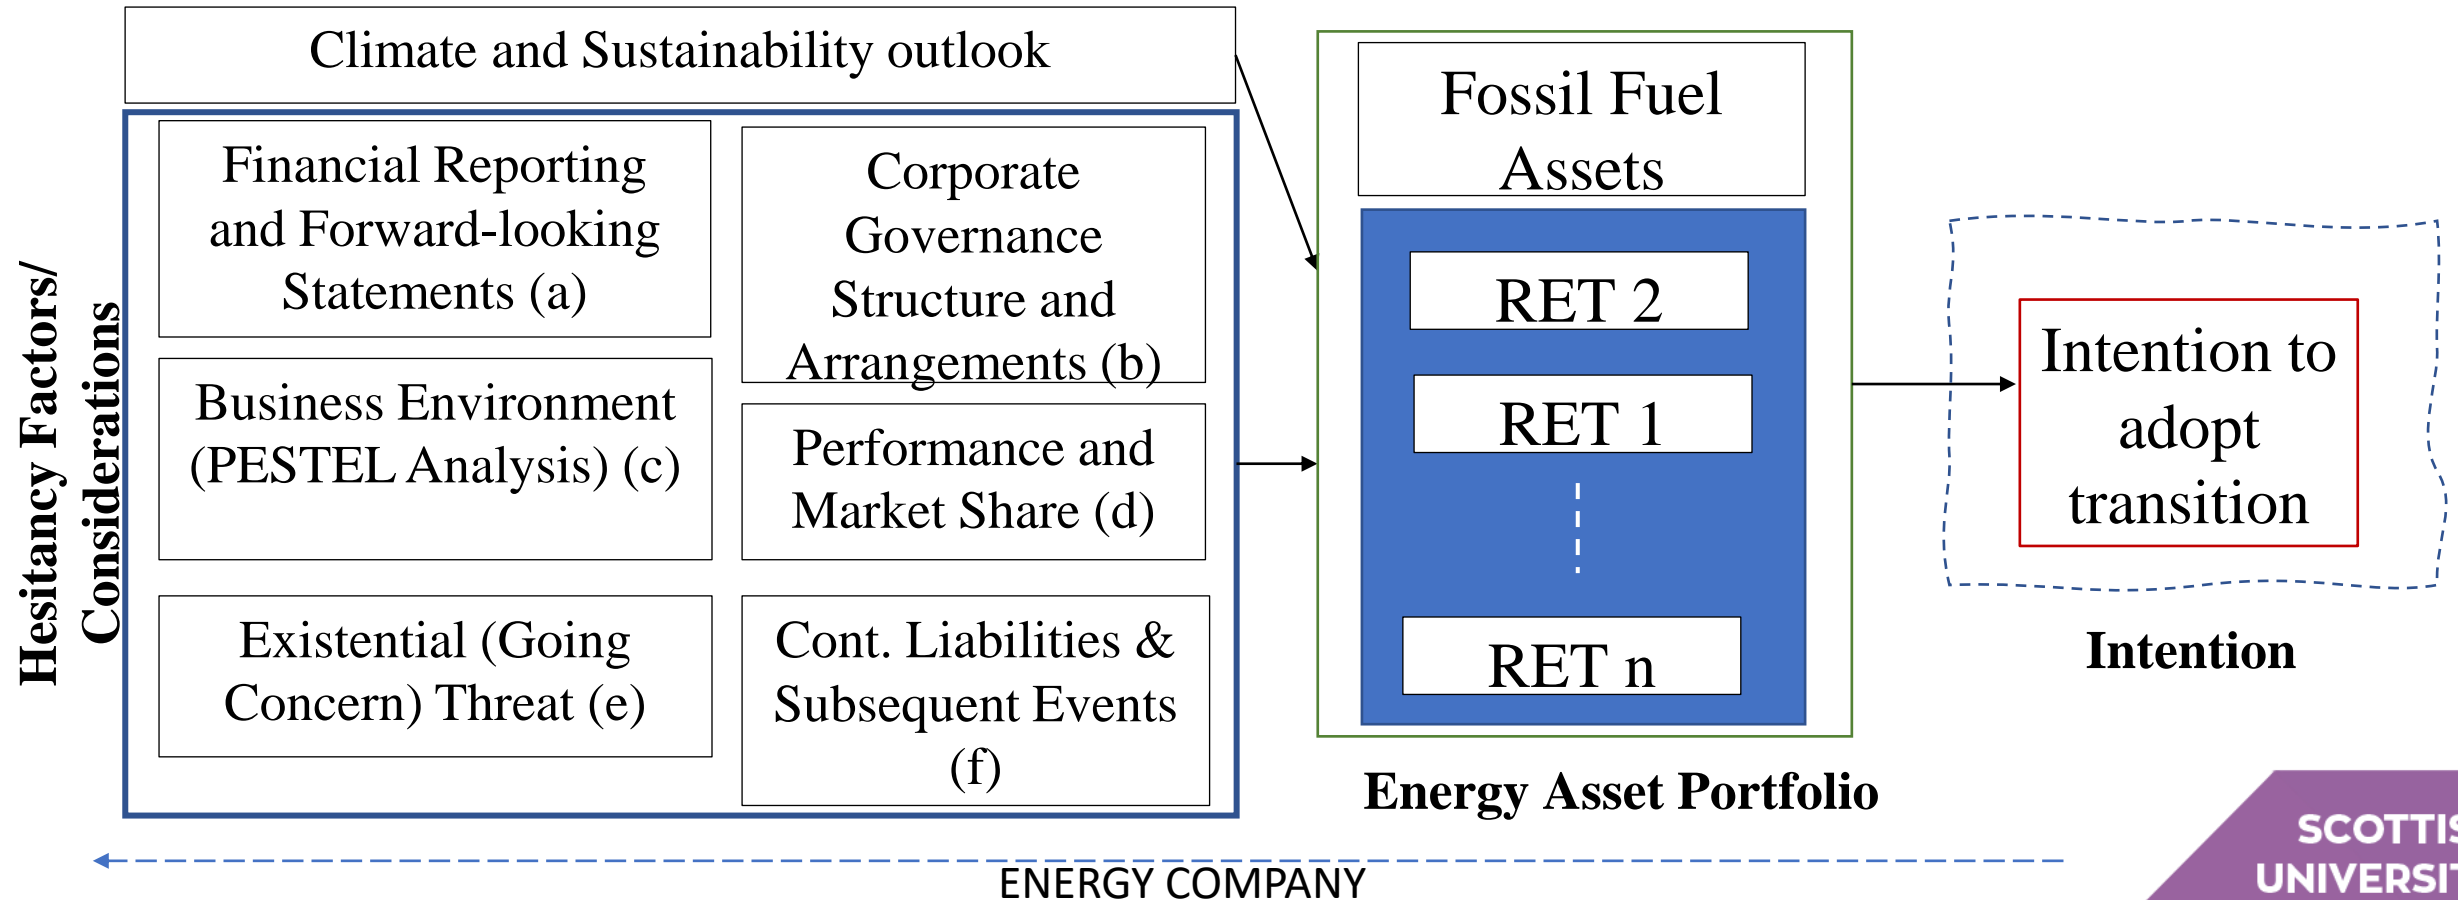 Climate and Sustainability outlook
Hesitancy Factors/
Considerations
Financial Reporting
and Forward-looking
Statements (a)
Corporate
Governance
Structure and
Arrangements (b)
Business Environment
(PESTEL Analysis) (c)
Performance and
Market Share (d)
Existential (Going
Concern) Threat (e)
Cont. Liabilities &
Subsequent Events
(f)
Fossil Fuel
Assets
RET 2
RET 1
RET n
Energy Asset Portfolio
Intention to
adopt
transition
Intention
ENERGY COMPANY
SCOTTIS
UNIVERSIT